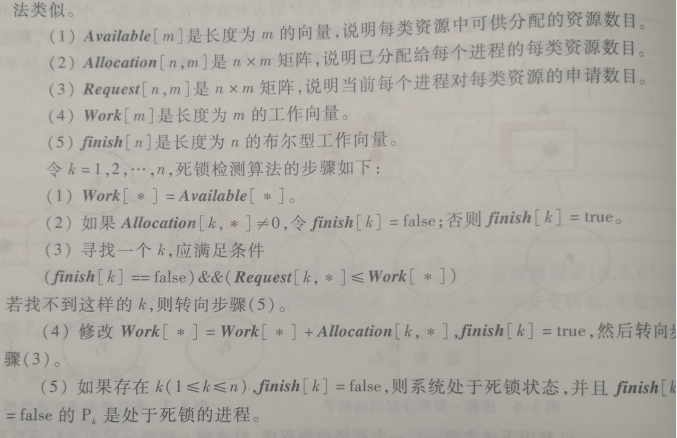 法类似。
(1) Available[m]是长度为 m 的向量,说明每类资源中可供分配的资源数目。
(2) Allocation[n,m]是 n×m 矩阵,说明已分配给每个进程的每类资源数目。
(3) Request[n,m]是 n×m 矩阵,说明当前每个进程对每类资源的申请数目。
(4) Work[m]是长度为 m 的工作向量。
(5) finish[n]是长度为 n 的布尔型工作向量。
令 k=1,2,…,n,死锁检测算法的步骤如下:
(1) Work[*]=Available[*]。
(2) 如果 Allocation[k,*]≠0,令 finish[k]=false;否则 finish[k]=true。
(3) 寻找一个 k,应满足条件
(finish[k]==false)&&(Request[k,*]≤Work[*])
若找不到这样的 k,则转向步骤(5)。
(4) 修改 Work[*]=Work[*]+Allocation[k,*],finish[k]=true,然后转向
骤(3)。
(5) 如果存在 k(1≤k≤n),finish[k]=false,则系统处于死锁状态,并且 finish[k
=false 的 Pk 是处于死锁的进程。